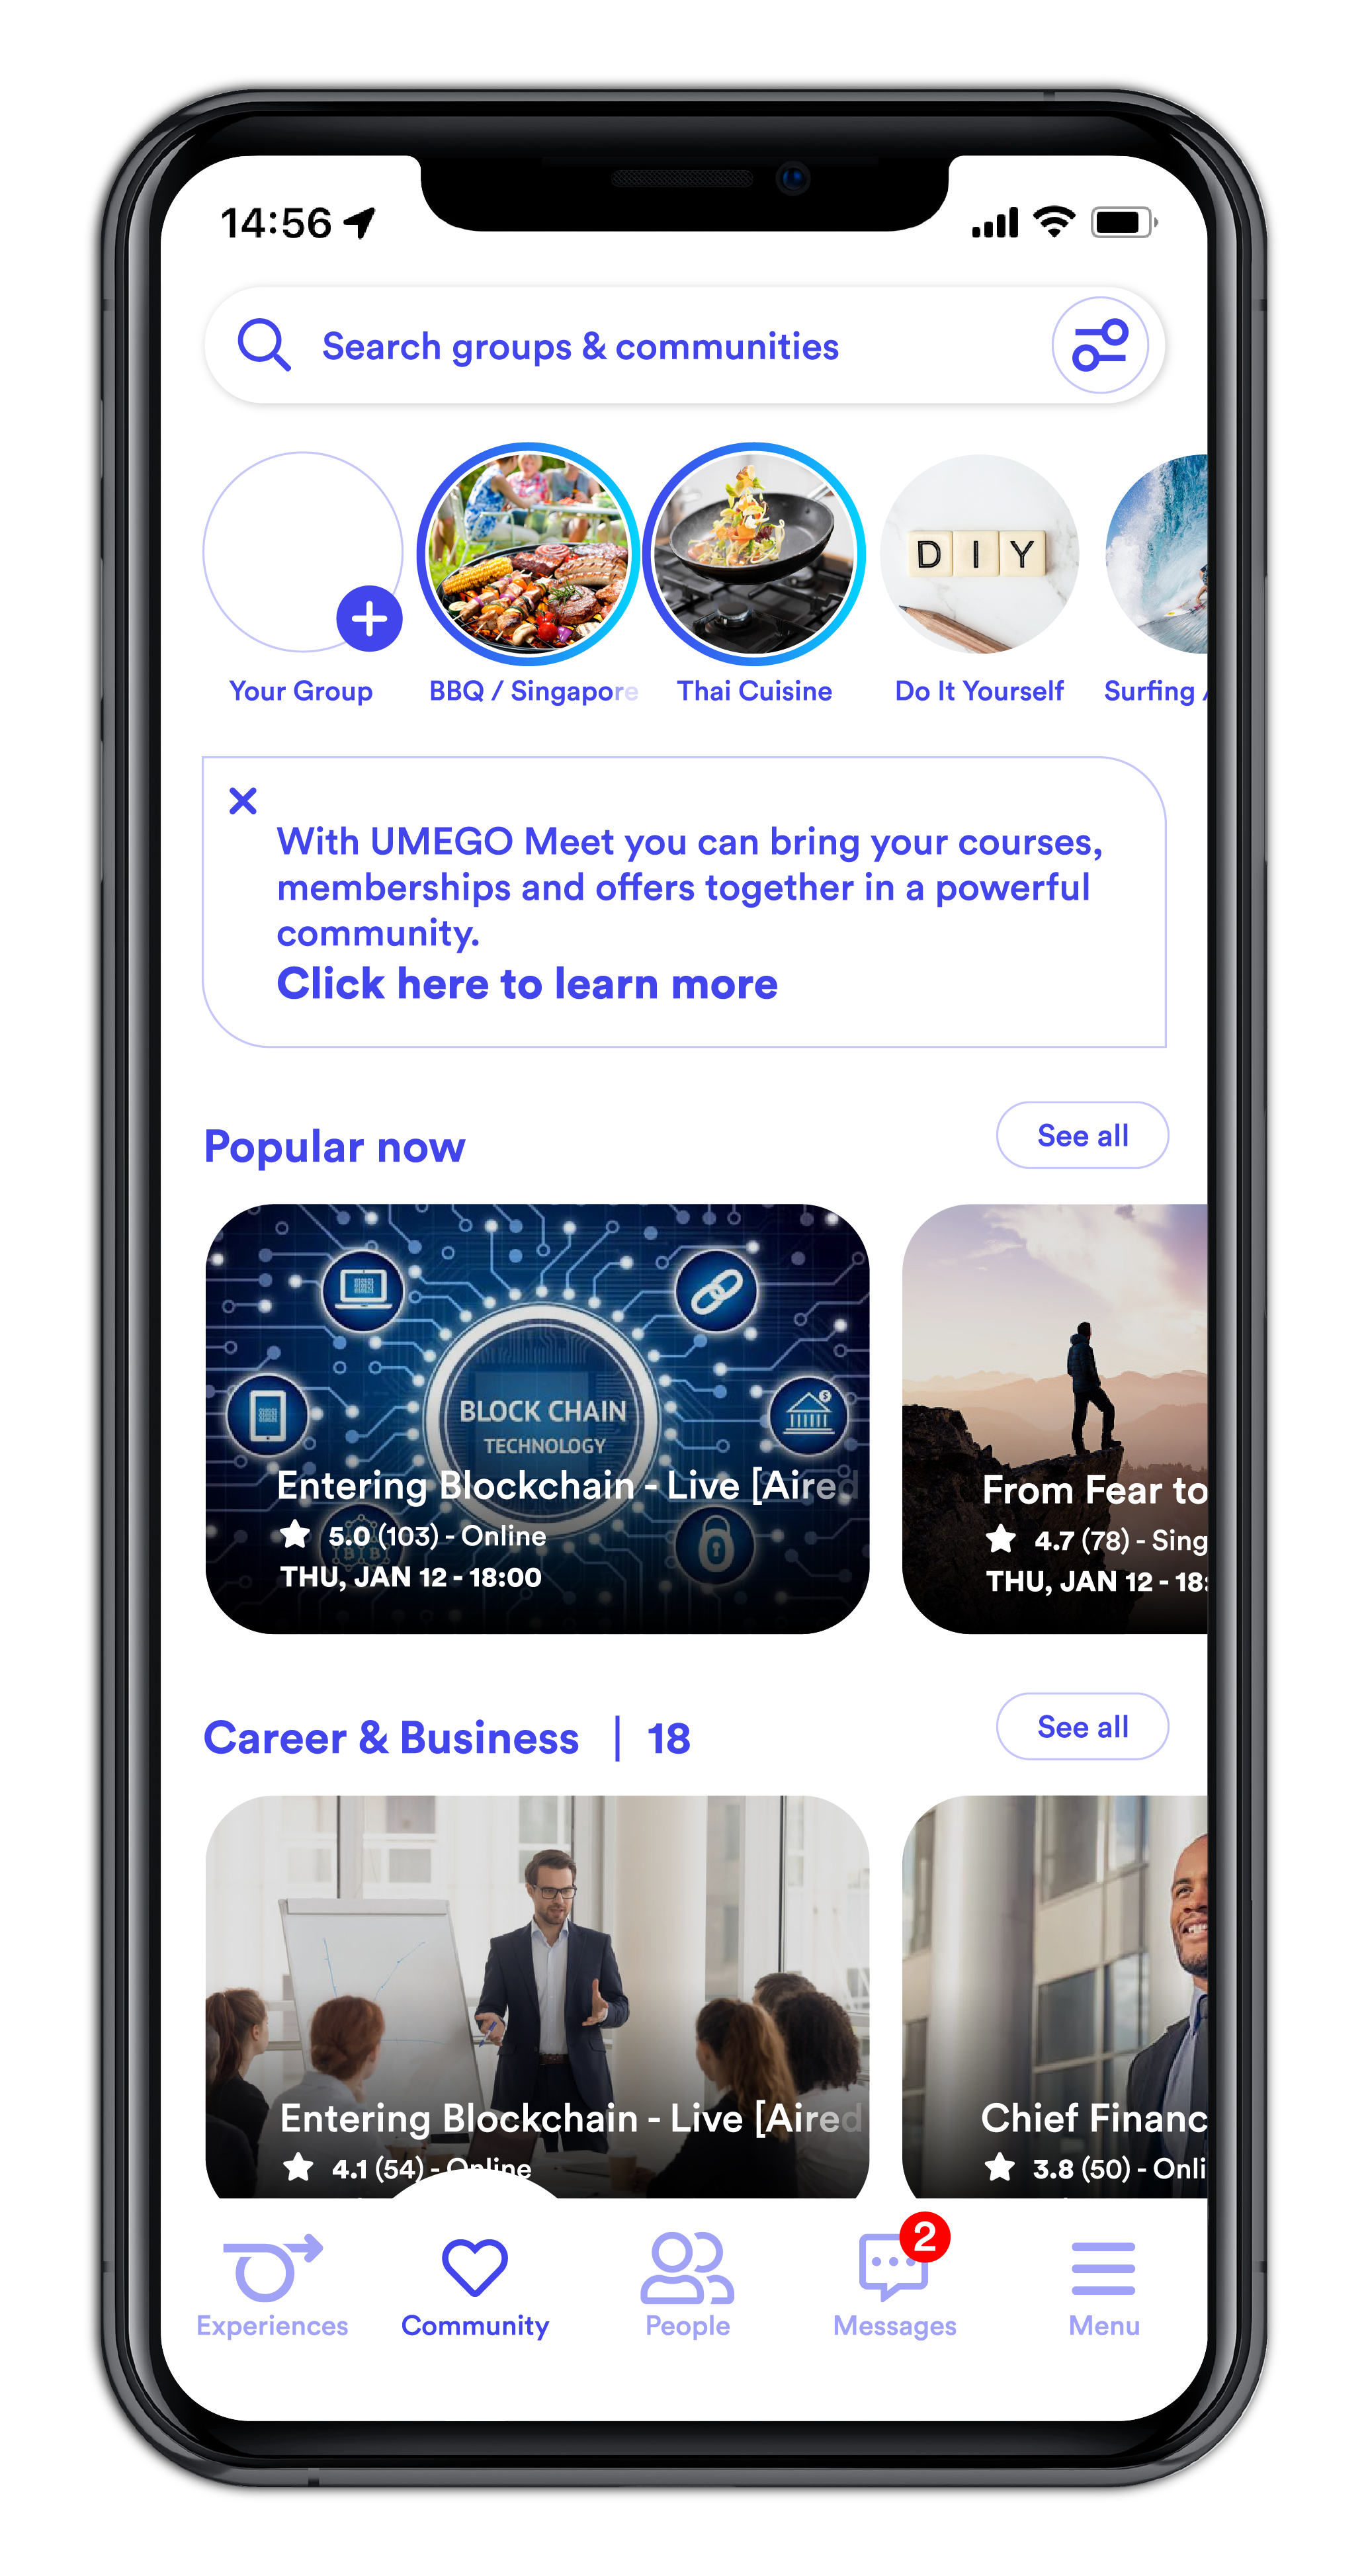 14:56
Search groups & communities
D I Y
Your Group
BBQ / Singapore
Thai Cuisine
Do It Yourself
Surfing
With UMEGO Meet you can bring your courses,
memberships and offers together in a powerful
community.
Click here to learn more
Popular now
See all
BLOCK CHAIN
TECHNOLOGY
Entering Blockchain - Live [Aired
5.0 (103) - Online
THU, JAN 12 - 18:00
From Fear to
4.7 (78) - Sing
THU, JAN 12 - 18:
Career & Business | 18
See all
Entering Blockchain - Live [Aired
4.1 (54) - Online
Chief Financ
3.8 (50) - Onli
2
Experiences
Community
People
Messages
Menu